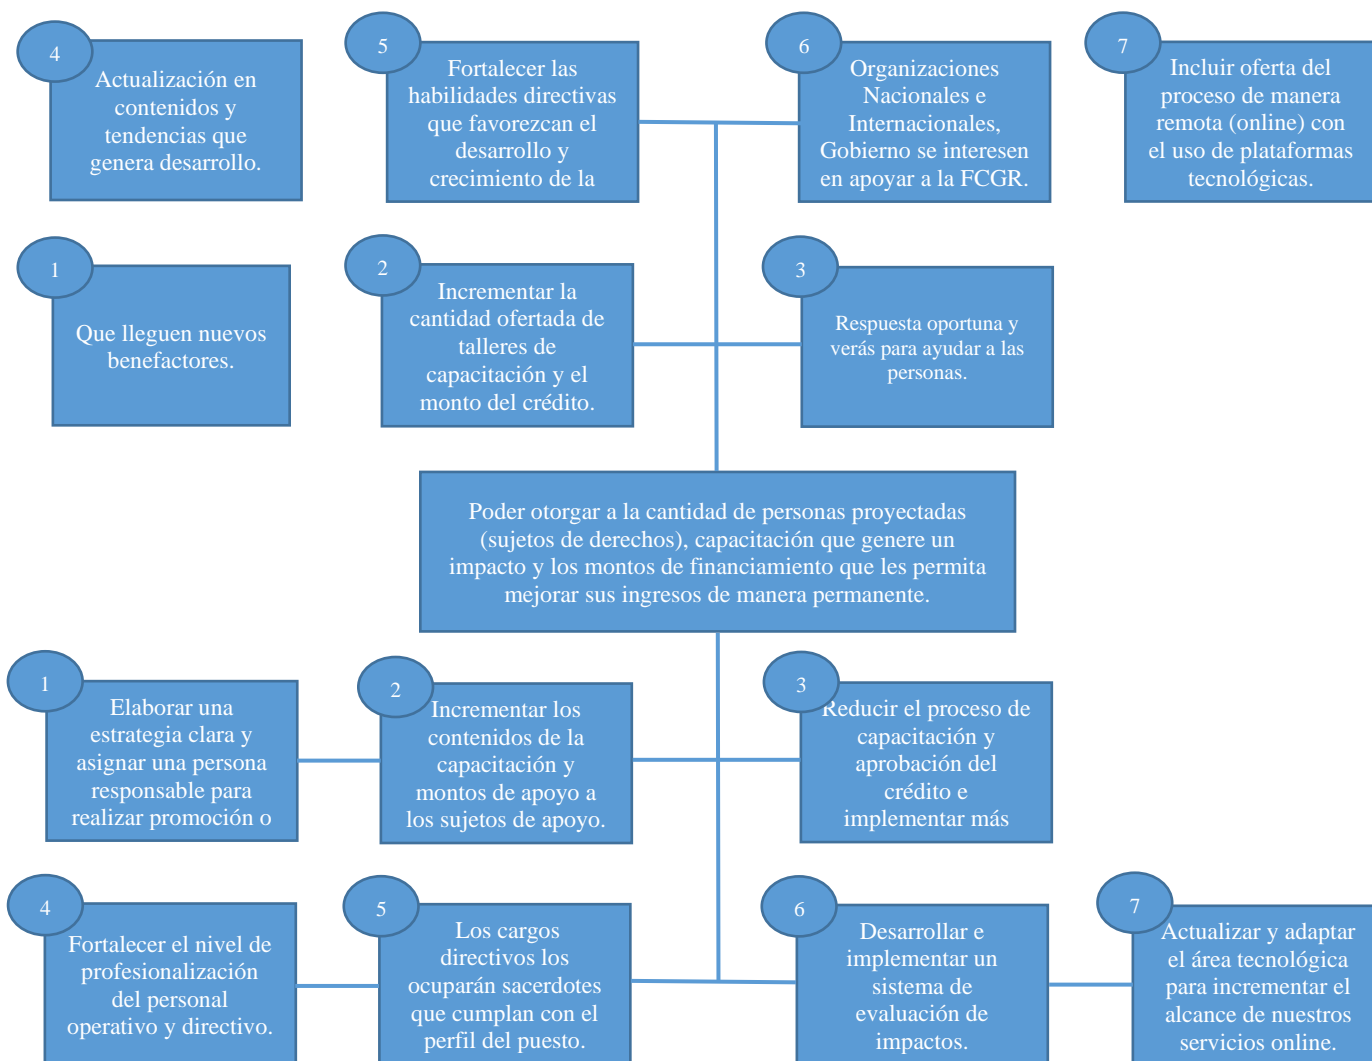 4
Actualización en
contenidos y
tendencias que
genera desarrollo.
5
Fortalecer las
habilidades directivas
que favorezcan el
desarrollo y
crecimiento de la
6
Organizaciones
Nacionales e
Internacionales,
Gobierno se interesen
en apoyar a la FCGR.
7
Incluir oferta del
proceso de manera
remota (online) con
el uso de plataformas
tecnológicas.
1
Que lleguen nuevos
benefactores.
2
Incrementar la
cantidad ofertada de
talleres de
capacitación y el
monto del crédito.
3
Respuesta oportuna y
verás para ayudar a las
personas.
Poder otorgar a la cantidad de personas proyectadas
(sujetos de derechos), capacitación que genere un
impacto y los montos de financiamiento que les permita
mejorar sus ingresos de manera permanente.
1
Elaborar una
estrategia clara y
asignar una persona
responsable para
realizar promoción o
2
Incrementar los
contenidos de la
capacitación y
montos de apoyo a
los sujetos de apoyo.
3
Reducir el proceso de
capacitación y
aprobación del
crédito e
implementar más
4
Fortalecer el nivel de
profesionalización
del personal
operativo y directivo.
5
Los cargos
directivos los
ocuparán sacerdotes
que cumplan con el
perfil del puesto.
6
Desarrollar e
implementar un
sistema de
evaluación de
impactos.
7
Actualizar y adaptar
el área tecnológica
para incrementar el
alcance de nuestros
servicios online.